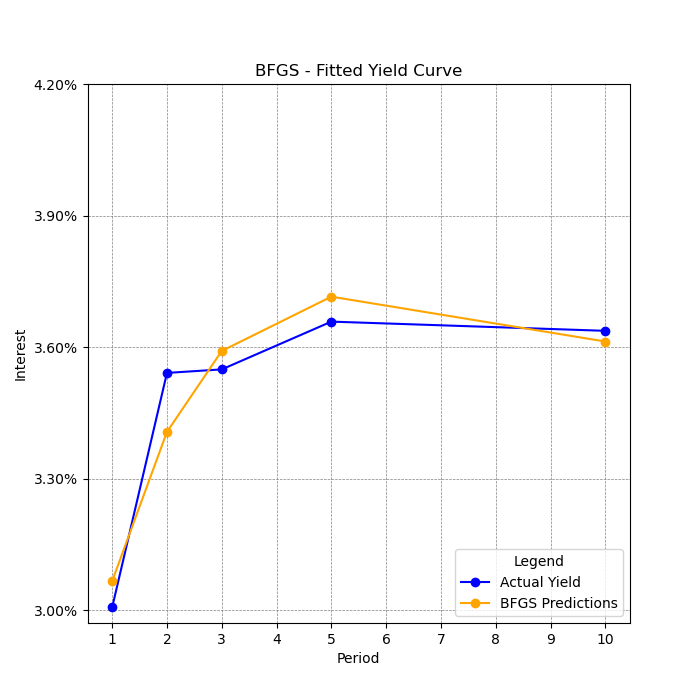 BFGS - Fitted Yield Curve
4.20%
3.90%
3.60%
3.30%
3.00%
Interest
1 2 3 4 5 6 7 8 9 10
Period
Legend
Actual Yield
BFGS Predictions